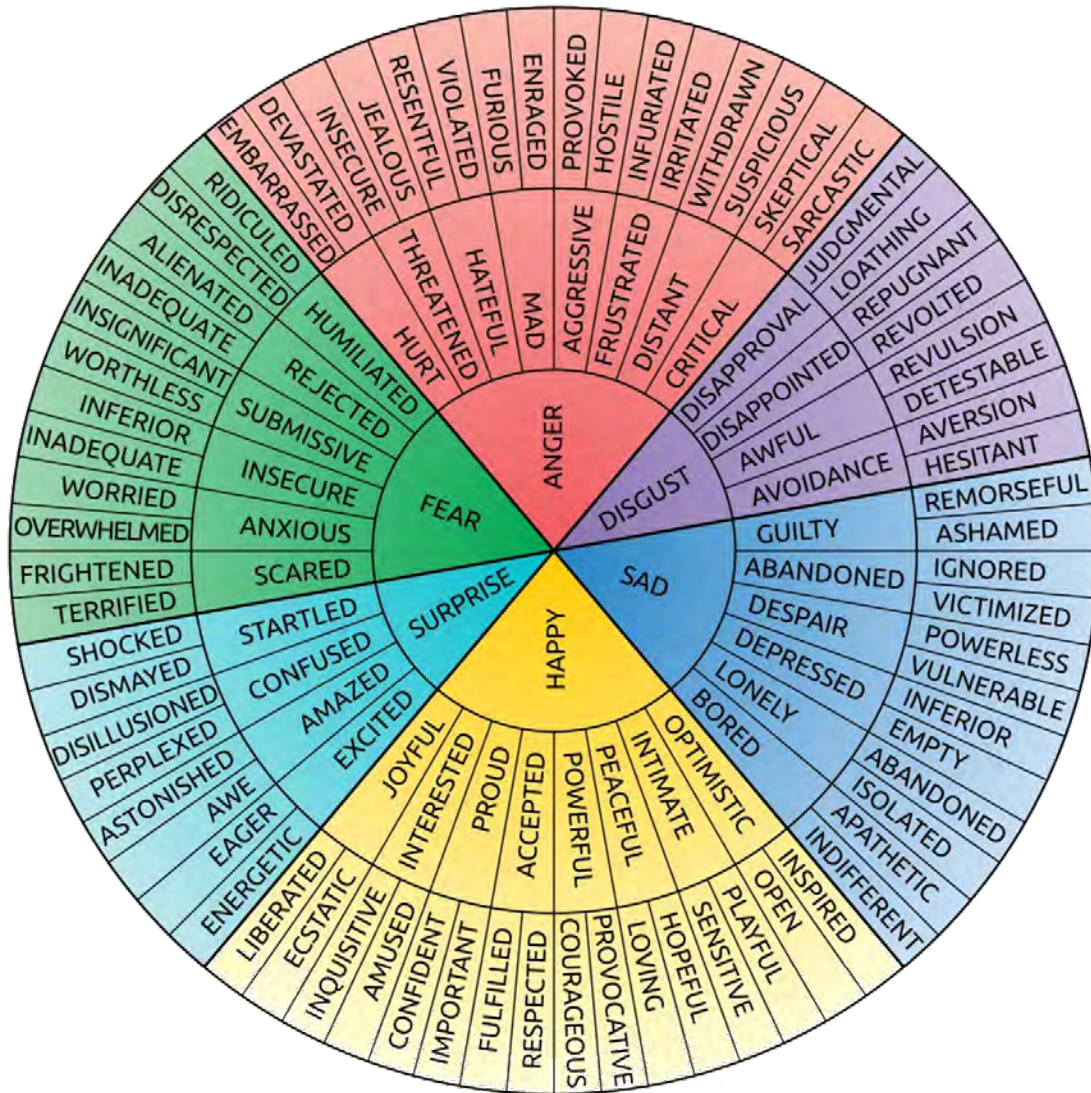 ANGER
HURT
THREATENED
HATEFUL
MAD
AGGRESSIVE
FRUSTRATED
DISTANT
CRITICAL
EMBARRASSED
DEVASTATED
INSECURE
JEALOUS
RESENTFUL
VIOLATED
FURIOUS
ENRAGED
PROVOKED
HOSTILE
INFURIATED
IRRITATED
WITHDRAWN
SUSPICIOUS
SKEPTICAL
SARCASTIC
DISGUST
DISAPPROVAL
DISAPPOINTED
AWFUL
AVOIDANCE
JUDGMENTAL
LOATHING
REPUGNANT
REVOLTED
REVULSION
DETESTABLE
AVERSION
HESITANT
SAD
GUILTY
ABANDONED
DESPAIR
DEPRESSED
LONELY
BORED
REMORSEFUL
ASHAMED
IGNORED
VICTIMIZED
POWERLESS
VULNERABLE
INFERIOR
EMPTY
ABANDONED
ISOLATED
APATHETIC
INDIFFERENT
HAPPY
OPTIMISTIC
INTIMATE
PEACEFUL
POWERFUL
ACCEPTED
PROUD
INTERESTED
JOYFUL
INSPIRED
OPEN
PLAYFUL
SENSITIVE
HOPEFUL
LOVING
PROVOCATIVE
COURAGEOUS
RESPECTED
FULFILLED
IMPORTANT
CONFIDENT
AMUSED
INQUISITIVE
ECSTATIC
LIBERATED
SURPRISE
EXCITED
AMAZED
CONFUSED
STARTLED
ENERGETIC
EAGER
AWE
ASTONISHED
PERPLEXED
DISILLUSIONED
DISMAYED
SHOCKED
FEAR
SCARED
ANXIOUS
INSECURE
SUBMISSIVE
REJECTED
HUMILIATED
TERRIFIED
FRIGHTENED
OVERWHELMED
WORRIED
INADEQUATE
INFERIOR
WORTHLESS
INSIGNIFICANT
INADEQUATE
ALIENATED
DISRESPECTED
RIDICULED